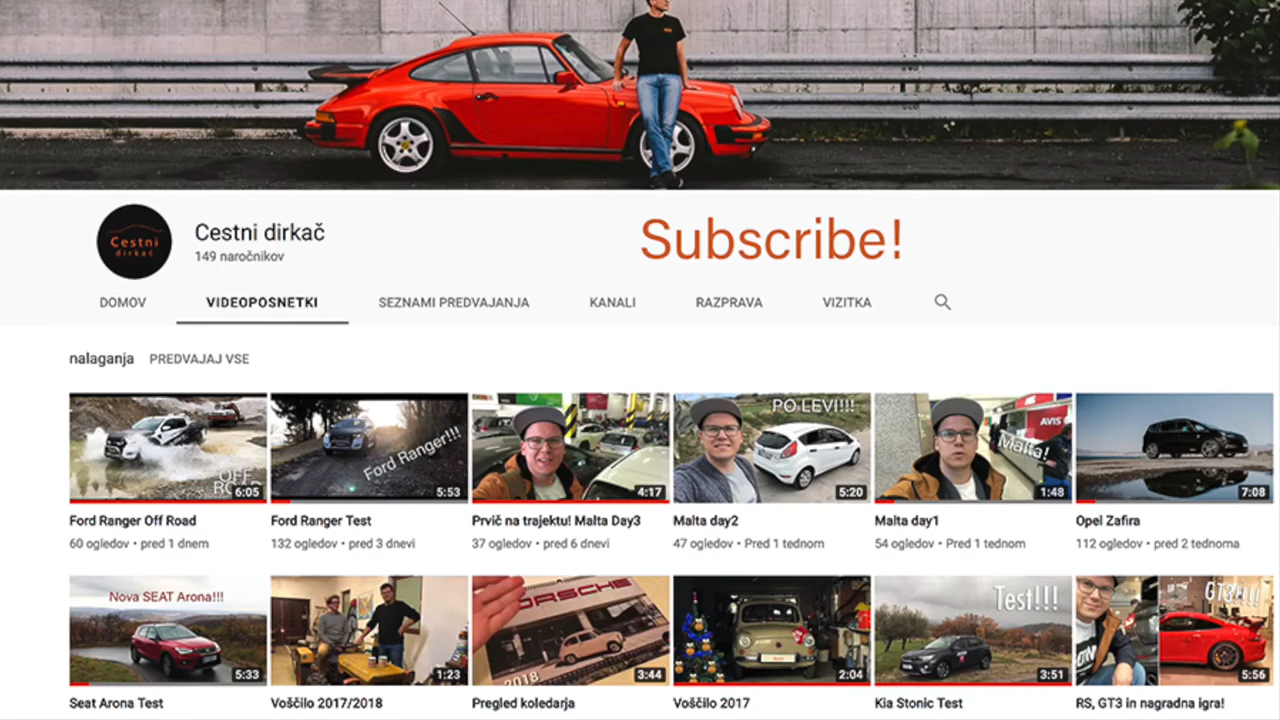 Cestni dirkač
Cestni dirkač
149 naročnikov
Subscribe!
DOMOV
VIDEOPOSNETKI
SEZNAMI PREDVAJANJA
KANALI
RAZPRAVA
VIZITKA
nalaganja PREDVAJAJ VSE
OFF
ROAD
6:05
Ford Ranger!!!
5:53
4:17
PO LEVI!!!
5:20
AVIS
Malta!
1:48
7:08
Ford Ranger Off Road
60 ogledov • pred 1 dnem
Ford Ranger Test
132 ogledov • pred 3 dnevi
Prvič na trajektu! Malta Day3
37 ogledov • pred 6 dnevi
Malta day2
47 ogledov • Pred 1 tednom
Malta day1
54 ogledov • Pred 1 tednom
Opel Zafira
112 ogledov • pred 2 tednoma
Nova SEAT Arona!!!
5:33
1:23
PORSCHE
2018
3:44
2:04
Test!!!
3:51
5:56
Seat Arona Test
Voščilo 2017/2018
Pregled koledarja
Voščilo 2017
Kia Stonic Test
RS, GT3 in nagradna igra!